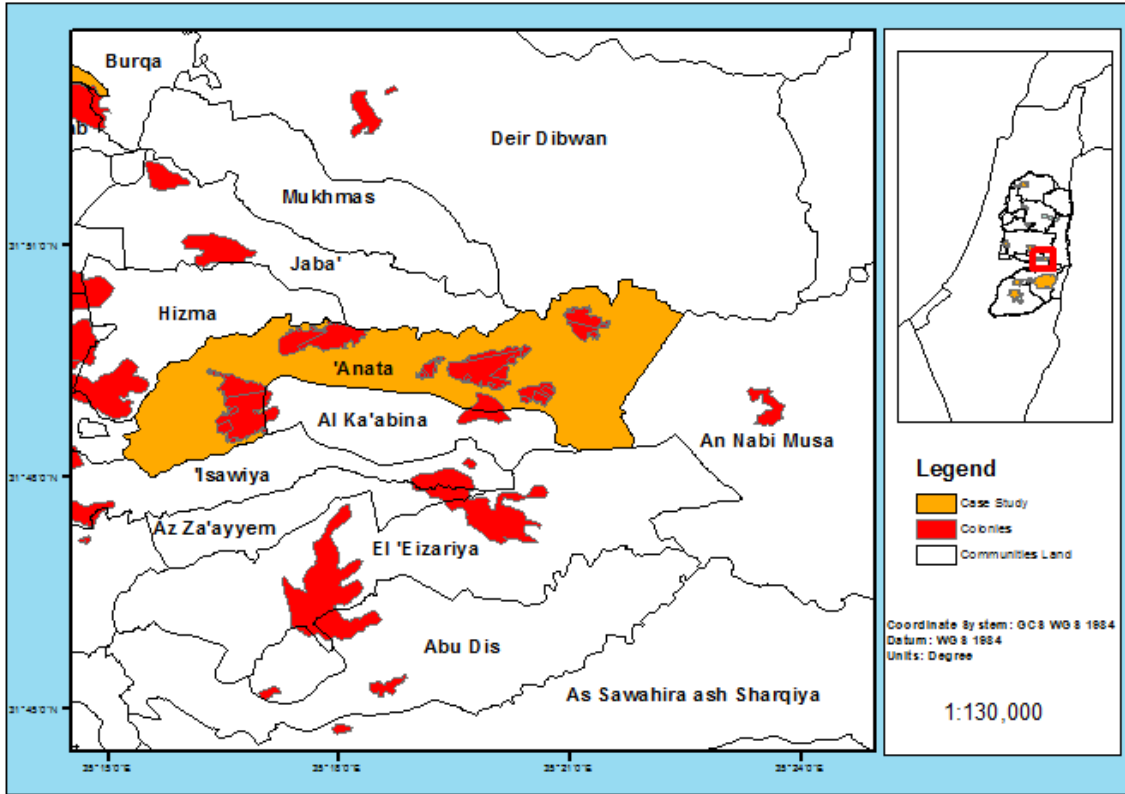 Burqa
ab
Deir Dibwan
Mukhmas
Jaba'
Hizma
'Anata
Al Ka'abina
An Nabi Musa
'Isawiya
Az Za'ayyem
El 'Eizariya
Abu Dis
As Sawahira ash Sharqiya
Legend
Case Study
Colonies
Communities Land
Coordinate System: GCS WGS 1984
Datum: WGS 1984
Units: Degree
1:130,000